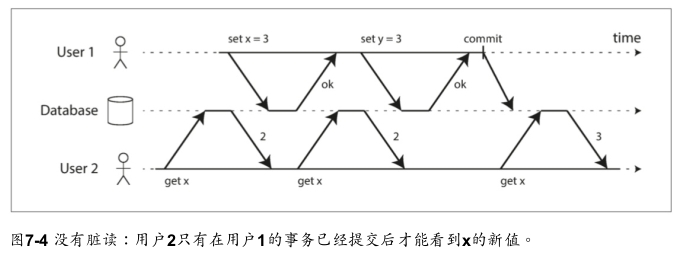 set x = 3
set y = 3
commit
time
User 1
ok
ok
Database
2
2
3
User 2
get x
get x
get x
图7-4 没有脏读：用户2只有在用户1的事务已经提交后才能看到x的新值。